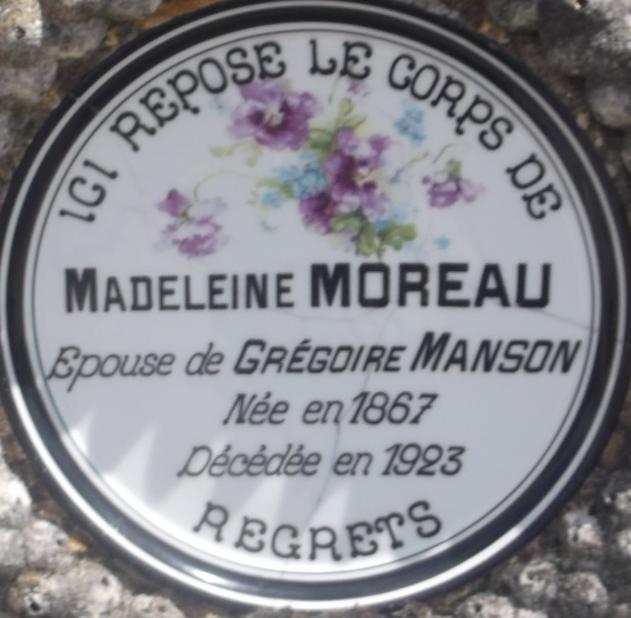 ICI REPOSE LE CORPS DE
MADELEINE MOREAU
Epouse de GRÉGOIRE MANSON
Née en 1867
Décédée en 1923
REGRETS